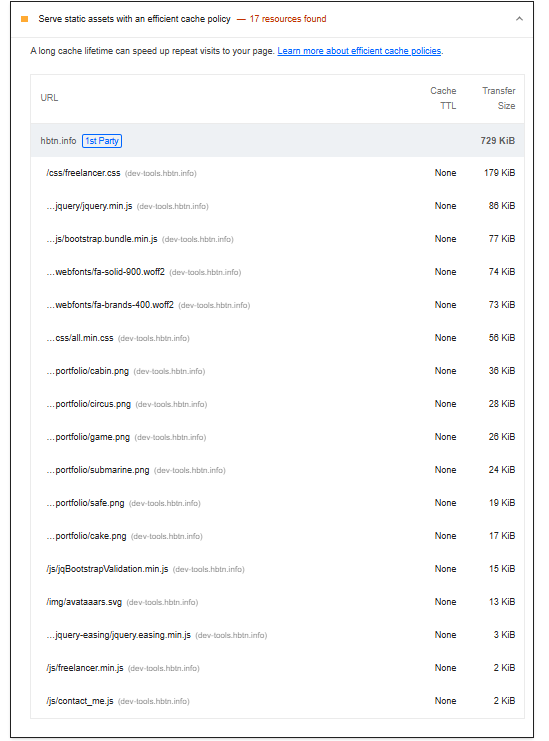 Serve static assets with an efficient cache policy — 17 resources found
A long cache lifetime can speed up repeat visits to your page. Learn more about efficient cache policies.
URL Cache TTL Transfer Size
hbtn.info 1st Party 729 KiB
/css/freelancer.css (dev-tools.hbtn.info) None 179 KiB
…jquery/jquery.min.js (dev-tools.hbtn.info) None 86 KiB
…js/bootstrap.bundle.min.js (dev-tools.hbtn.info) None 77 KiB
…webfonts/fa-solid-900.woff2 (dev-tools.hbtn.info) None 74 KiB
…webfonts/fa-brands-400.woff2 (dev-tools.hbtn.info) None 73 KiB
…css/all.min.css (dev-tools.hbtn.info) None 56 KiB
…portfolio/cabin.png (dev-tools.hbtn.info) None 36 KiB
…portfolio/circus.png (dev-tools.hbtn.info) None 28 KiB
…portfolio/game.png (dev-tools.hbtn.info) None 26 KiB
…portfolio/submarine.png (dev-tools.hbtn.info) None 24 KiB
…portfolio/safe.png (dev-tools.hbtn.info) None 19 KiB
…portfolio/cake.png (dev-tools.hbtn.info) None 17 KiB
/js/jqBootstrapValidation.min.js (dev-tools.hbtn.info) None 15 KiB
/img/avataaars.svg (dev-tools.hbtn.info) None 13 KiB
…jquery-easing/jquery.easing.min.js (dev-tools.hbtn.info) None 3 KiB
/js/freelancer.min.js (dev-tools.hbtn.info) None 2 KiB
/js/contact_me.js (dev-tools.hbtn.info) None 2 KiB